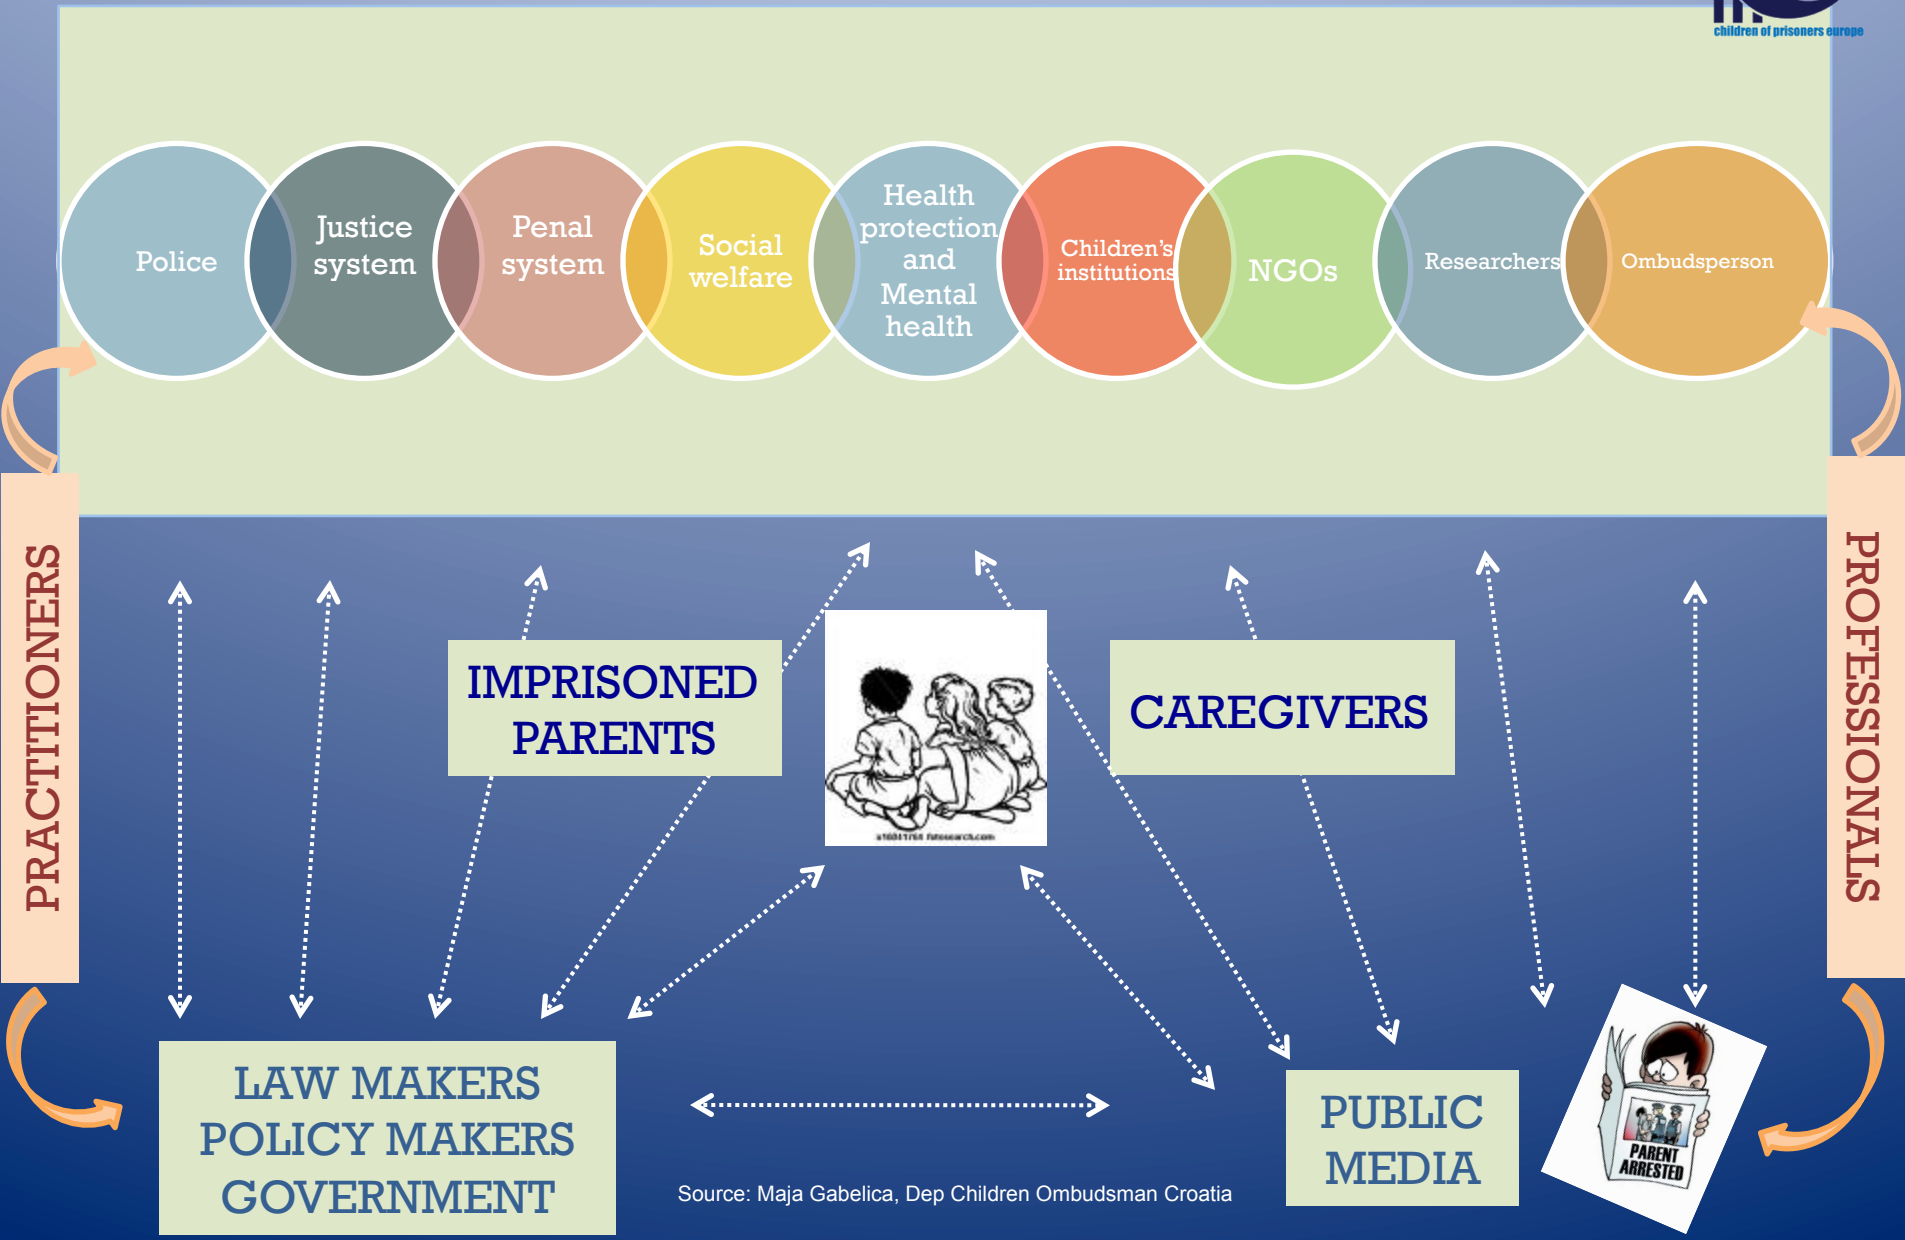 children of prisoners europe
Police
Justice
system
Penal
system
Social
welfare
Health
protection
and
Mental
health
Children's
institutions
NGOs
Researchers
Ombudsperson
PRACTITIONERS
PROFESSIONALS
IMPRISONED
PARENTS
CAREGIVERS
LAW MAKERS
POLICY MAKERS
GOVERNMENT
PUBLIC
MEDIA
PARENT
ARRESTED
Source: Maja Gabelica, Dep Children Ombudsman Croatia